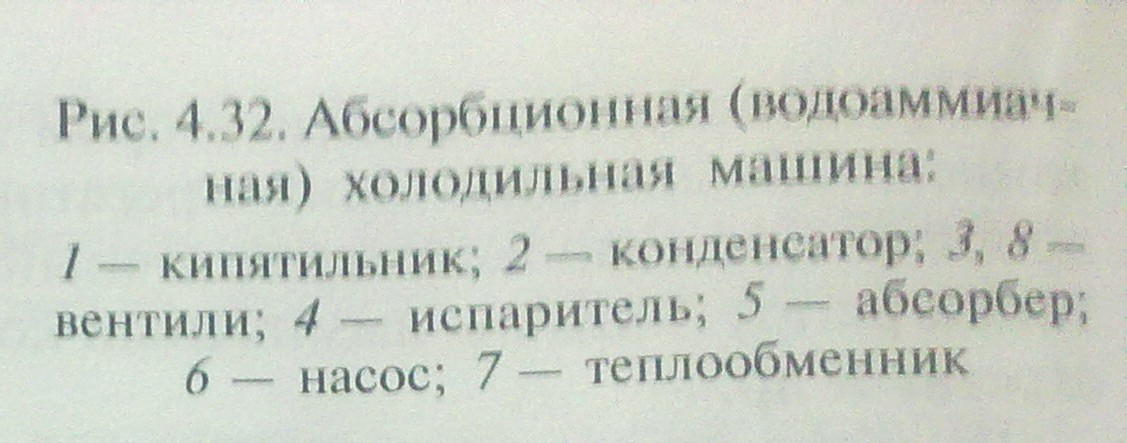 Рис. 4.32. Абсорбционная (водоаммиач-
ная) холодильная машина:
1 — кипятильник; 2 — конденсатор; 3, 8 —
вентили; 4 — испаритель; 5 — абсорбер;
6 — насос; 7 — теплообменник